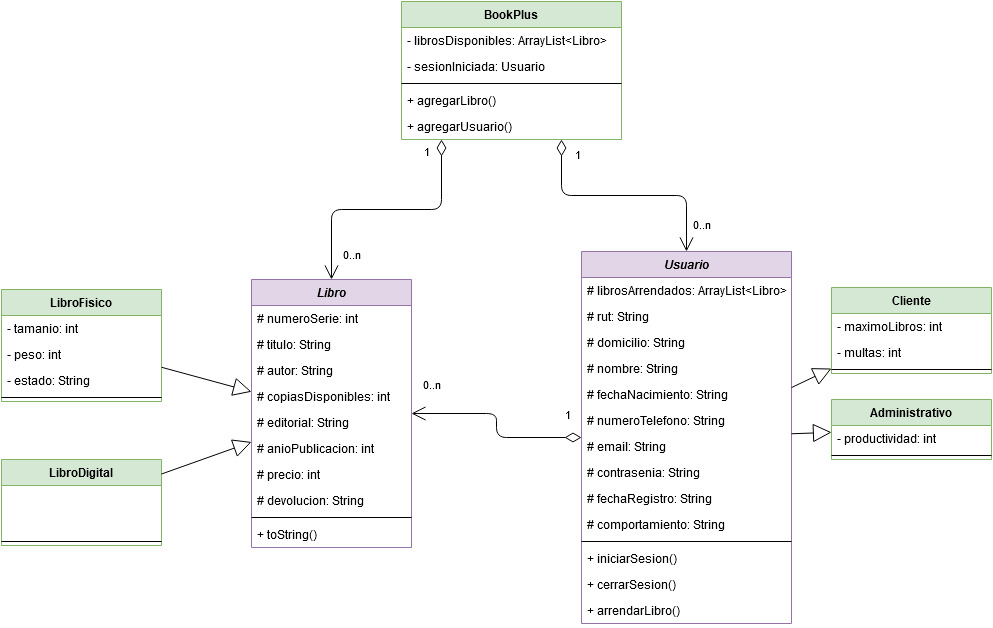 BookPlus
- librosDisponibles: ArrayList<Libro>
- sesionIniciada: Usuario
+ agregarLibro()
+ agregarUsuario()
1
1
0..n
0..n
LibroFisico
- tamanio: int
- peso: int
- estado: String
LibroDigital
Libro
# numeroSerie: int
# titulo: String
# autor: String
# copiasDisponibles: int
# editorial: String
# anioPublicacion: int
# precio: int
# devolucion: String
+ toString()
0..n
1
Usuario
# librosArrendados: ArrayList<Libro>
# rut: String
# domicilio: String
# nombre: String
# fechaNacimiento: String
# numeroTelefono: String
# email: String
# contrasenia: String
# fechaRegistro: String
# comportamiento: String
+ iniciarSesion()
+ cerrarSesion()
+ arrendarLibro()
Cliente
- maximoLibros: int
- multas: int
Administrativo
- productividad: int